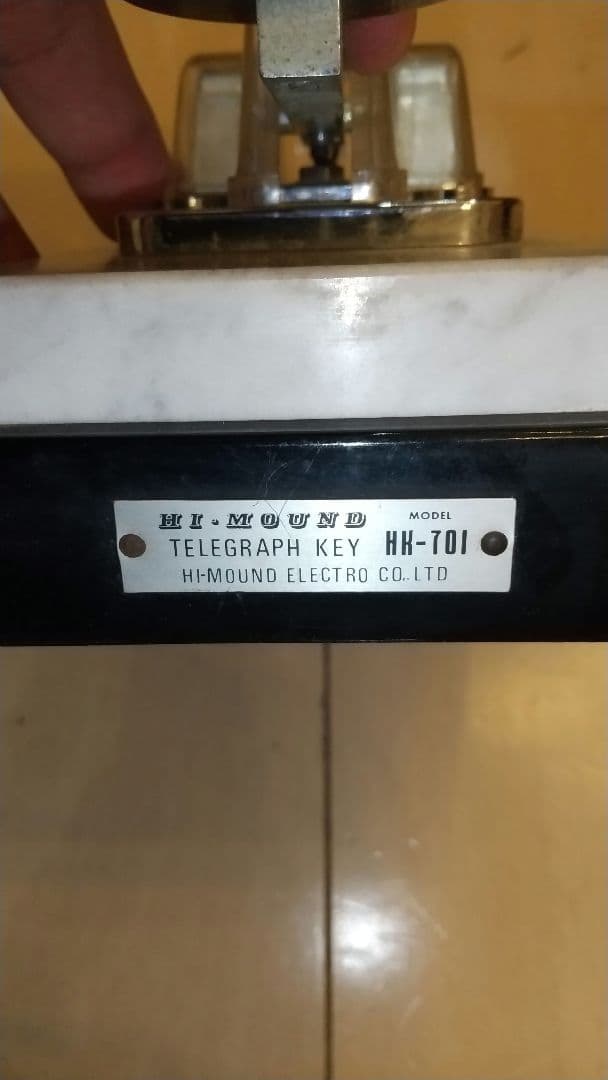 HI-MOUND MODEL
TELEGRAPH KEY HK-701
HI-MOUND ELECTRO CO., LTD